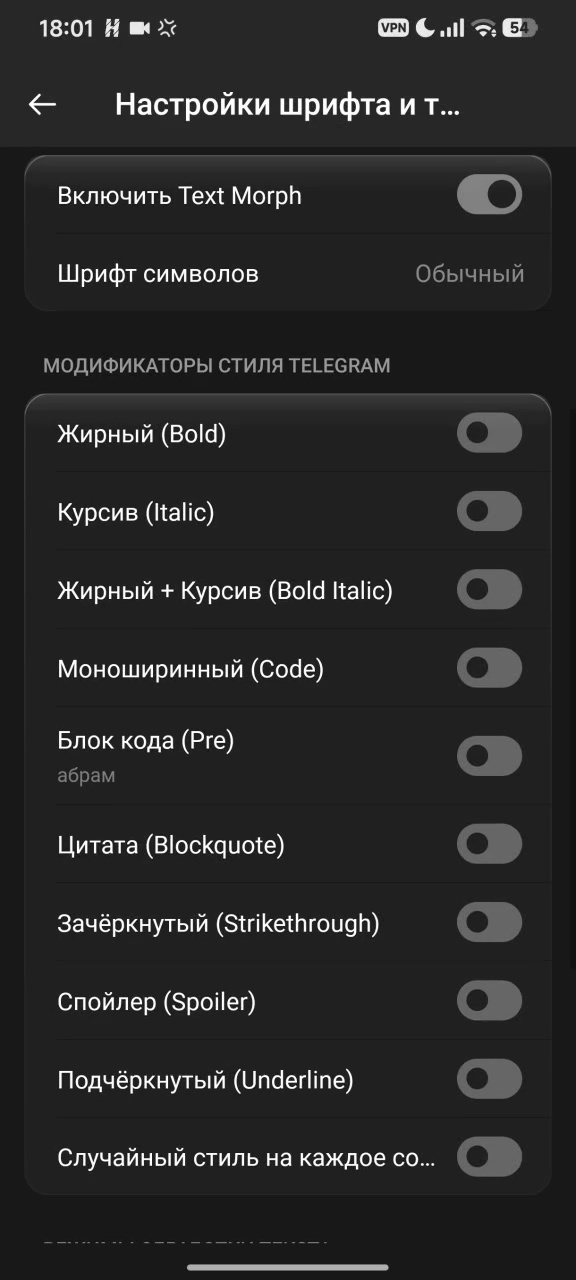 18:01 VPN 54
Настройки шрифта и т...
Включить Text Morph
Шрифт символов Обычный
МОДИФИКАТОРЫ СТИЛЯ TELEGRAM
Жирный (Bold)
Курсив (Italic)
Жирный + Курсив (Bold Italic)
Моноширинный (Code)
Блок кода (Pre)
абрам
Цитата (Blockquote)
Зачёркнутый (Strikethrough)
Спойлер (Spoiler)
Подчёркнутый (Underline)
Случайный стиль на каждое со...